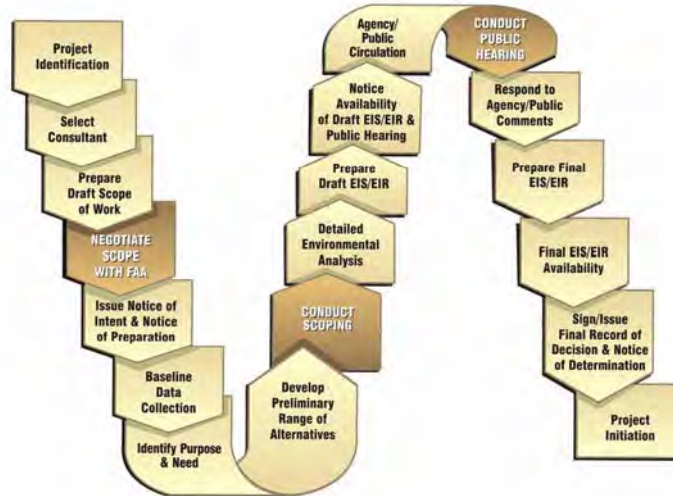 Project
Identification
Select
Consultant
Prepare
Draft Scope
of Work
NEGOTIATE
SCOPE
WITH FAA
Issue Notice of
Intent & Notice
of Preparation
Baseline
Data
Collection
Identify Purpose
& Need
Develop
Preliminary
Range of
Alternatives
CONDUCT
SCOPING
Detailed
Environmental
Analysis
Prepare
Draft EIS/EIR
Notice
Availability
of Draft EIS/EIR &
Public Hearing
Agency/
Public
Circulation
CONDUCT
PUBLIC
HEARING
Respond to
Agency/Public
Comments
Prepare Final
EIS/EIR
Final EIS/EIR
Availability
Sign/Issue
Final Record of
Decision & Notice
of Determination
Project
Initiation